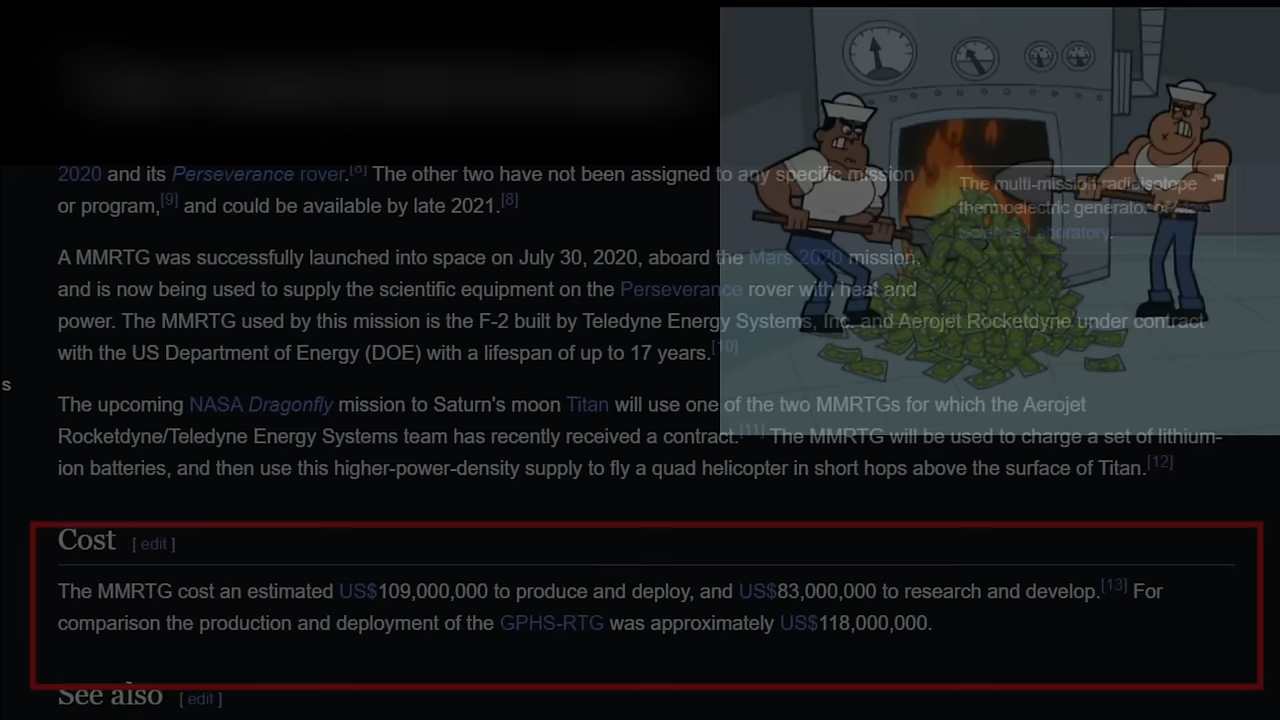 2020 and its Perseverance rover.[8] The other two have not been assigned to any specific mission
or program,[9] and could be available by late 2021.[8]
The multi-mission radioisotope
thermoelectric generator of Mars
Science Laboratory.
A MMRTG was successfully launched into space on July 30, 2020, aboard the Mars 2020 mission,
and is now being used to supply the scientific equipment on the Perseverance rover with heat and
power. The MMRTG used by this mission is the F-2 built by Teledyne Energy Systems, Inc. and Aerojet Rocketdyne under contract
with the US Department of Energy (DOE) with a lifespan of up to 17 years.[10]
s
The upcoming NASA Dragonfly mission to Saturn's moon Titan will use one of the two MMRTGs for which the Aerojet
Rocketdyne/Teledyne Energy Systems team has recently received a contract.[11] The MMRTG will be used to charge a set of lithium-
ion batteries, and then use this higher-power-density supply to fly a quad helicopter in short hops above the surface of Titan.[12]
Cost [ edit ]
The MMRTG cost an estimated US$109,000,000 to produce and deploy, and US$83,000,000 to research and develop.[13] For
comparison the production and deployment of the GPHS-RTG was approximately US$118,000,000.
See also [ edit ]